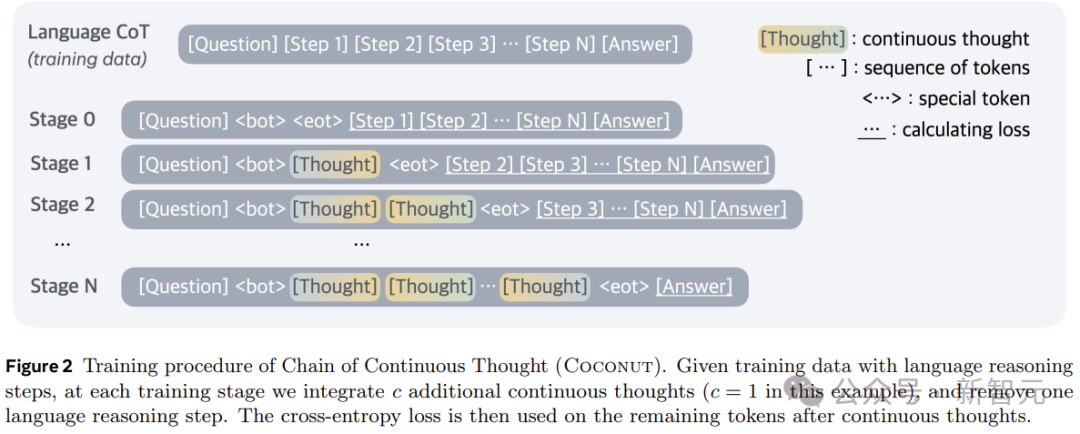 Language CoT
(training data)
[Question] [Step 1] [Step 2] [Step 3] ··· [Step N] [Answer]
[Thought] : continuous thought
[ ··· ] : sequence of tokens
<···> : special token
··· : calculating loss
Stage 0 [Question] <bot> <eot> [Step 1] [Step 2] ··· [Step N] [Answer]
Stage 1 [Question] <bot> [Thought] <eot> [Step 2] [Step 3] ··· [Step N] [Answer]
Stage 2 [Question] <bot> [Thought] [Thought] <eot> [Step 3] ··· [Step N] [Answer]
··· ···
Stage N [Question] <bot> [Thought] [Thought] ··· [Thought] <eot> [Answer]
Figure 2 Training procedure of Chain of Continuous Thought (COCONUT). Given training data with language reasoning
steps, at each training stage we integrate c additional continuous thoughts (c = 1 in this example), and remove one
language reasoning step. The cross-entropy loss is then used on the remaining tokens after continuous thoughts.
公众号 · 新智元